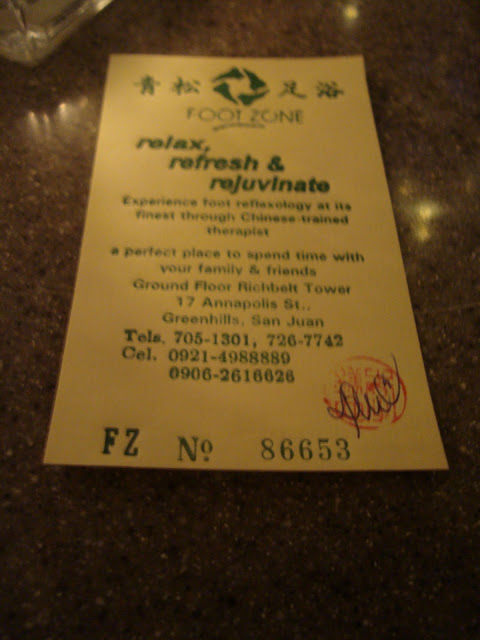 青松 足浴
FOOT ZONE
relax,
refresh &
rejuvinate
Experience foot reflexology at its
finest through Chinese-trained
therapist
a perfect place to spend time with
your family & friends
Ground Floor Richbelt Tower
17 Annapolis St.,
Greenhills, San Juan
Tels. 705-1301, 726-7742
Cel. 0921-4988889
0906-2616626
FZ Nº 86653